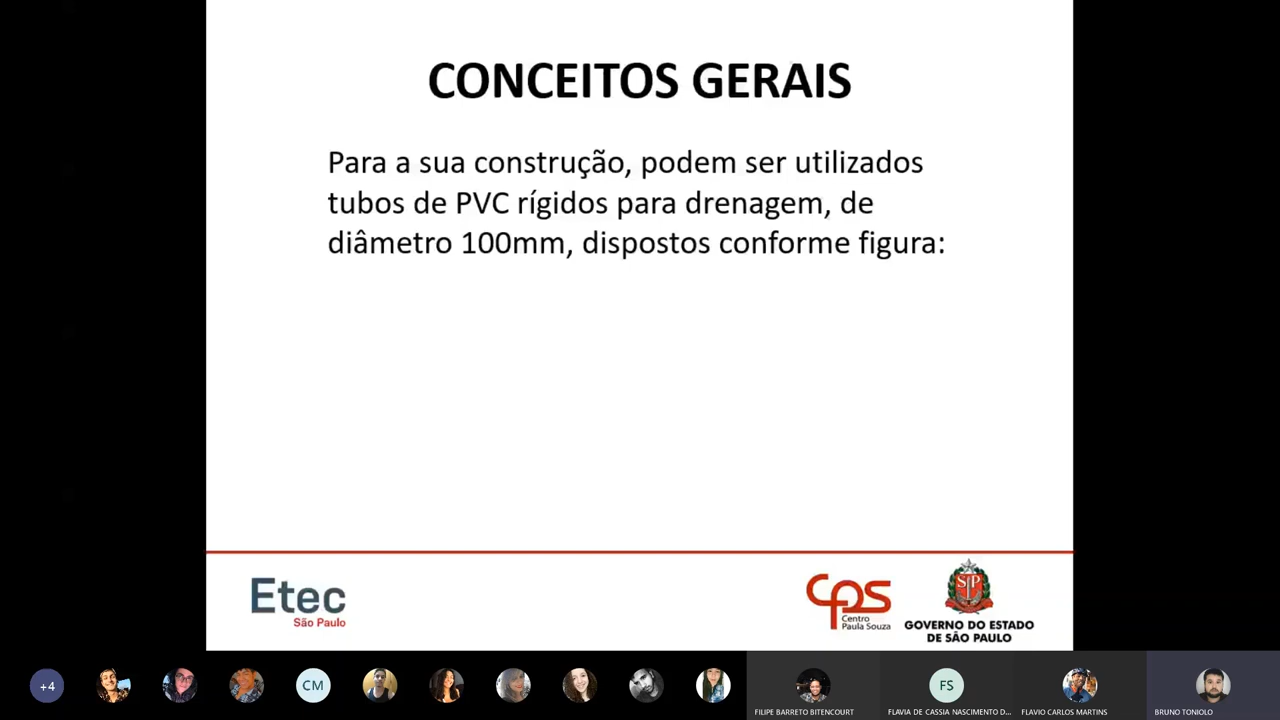 CONCEITOS GERAIS
Para a sua construção, podem ser utilizados
tubos de PVC rígidos para drenagem, de
diâmetro 100mm, dispostos conforme figura:
Etec
São Paulo
CPS
Centro
Paula Souza
SP
GOVERNO DO ESTADO
DE SÃO PAULO
+4
CM
FS
FILIPE BARRETO BITENCOURT
FLAVIA DE CASSIA NASCIMENTO D...
FLAVIO CARLOS MARTINS
BRUNO TONIOLO